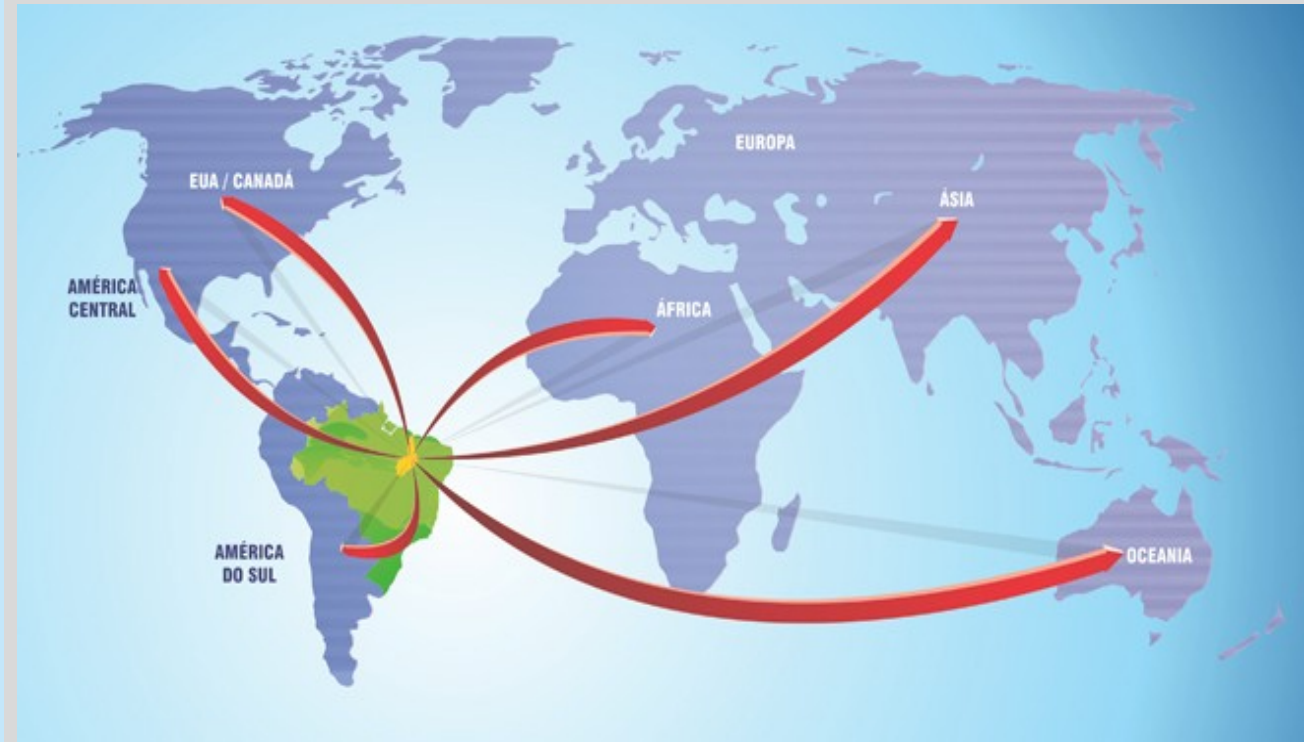 EUROPA
EUA / CANADÁ
ÁSIA
AMÉRICA
CENTRAL
ÁFRICA
AMÉRICA
DO SUL
OCEANIA